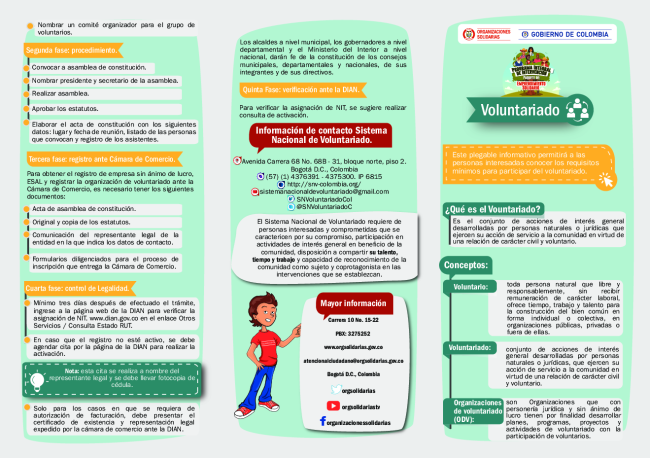 Nombrar un comité organizador para el grupo de
voluntarios.
Segunda fase: procedimiento.
Convocar a asamblea de constitución.
Nombrar presidente y secretario de la asamblea.
Realizar asamblea.
Aprobar los estatutos.
Elaborar el acta de constitución con los siguientes
datos: lugar y fecha de reunión, listado de las personas
que convocan y registro de los asistentes.
Tercera fase: registro ante Cámara de Comercio.
Para obtener el registro de empresa sin ánimo de lucro,
ESAL y registrar la organización de voluntariado ante la
Cámara de Comercio, es necesario tener los siguientes
documentos:
Acta de asamblea de constitución.
Original y copia de los estatutos.
Comunicación del representante legal de la
entidad en la que indica los datos de contacto.
Formularios diligenciados para el proceso de
inscripción que entrega la Cámara de Comercio.
Cuarta fase: control de Legalidad.
Mínimo tres días después de efectuado el trámite,
ingrese a la página web de la DIAN para verificar la
asignación de NIT. www.dian.gov.co en el enlace Otros
Servicios / Consulta Estado RUT.
En caso que el registro no esté activo, se debe
agendar cita por la página de la DIAN para realizar la
activación.
Nota: esta cita se realiza a nombre del
representante legal y se debe llevar fotocopia de
cédula.
Solo para los casos en que se requiera de
autorización de facturación, debe presentar el
certificado de existencia y representación legal
expedido por la cámara de comercio ante la DIAN.
Los alcaldes a nivel municipal, los gobernadores a nivel
departamental y el Ministerio del Interior a nivel
nacional, darán fe de la constitución de los consejos
municipales, departamentales y nacionales, de sus
integrantes y de sus directivos.
Quinta Fase: verificación ante la DIAN.
Para verificar la asignación de NIT, se sugiere realizar
consulta de activación.
Información de contacto Sistema
Nacional de Voluntariado.
Avenida Carrera 68 No. 68B - 31, bloque norte, piso 2.
Bogotá D.C., Colombia
(57) (1) 4376391 - 4375300. IP 6815
http://snv-colombia.org/
sistemanacionaldevoluntariado@gmail.com
SNVoluntariadoCol
@SNVoluntariadoC
El Sistema Nacional de Voluntariado requiere de
personas interesadas y comprometidas que se
caractericen por su compromiso, participación en
actividades de interés general en beneficio de la
comunidad, disposición a compartir su talento,
tiempo y trabajo y capacidad de reconocimiento de la
comunidad como sujeto y coprotagonista en las
intervenciones que se establezcan.
Mayor información
Carrera 10 No. 15-22
PBX: 3275252
www.orgsolidarias.gov.co
atencionalciudadano@orgsolidarias.gov.co
Bogotá D.C., Colombia
orgsolidarias
orgsolidariastv
organizacionessolidarias
ORGANIZACIONES
SOLIDARIAS
GOBIERNO DE COLOMBIA
PROGRAMA INTEGRAL
DE INTERVENCIÓN
EMPRENDIMIENTO
SOLIDARIO
Voluntariado
Este plegable informativo permitirá a las
personas interesadas conocer los requisitos
mínimos para participar del voluntariado.
¿Qué es el Vountariado?
Es el conjunto de acciones de interés general
desarrolladas por personas naturales o jurídicas que
ejercen su acción de servicio a la comunidad en virtud de
una relación de carácter civil y voluntario.
Conceptos:
Voluntario: toda persona natural que libre y
responsablemente, sin recibir
remuneración de carácter laboral,
ofrece tiempo, trabajo y talento para
la construcción del bien común en
forma individual o colectiva, en
organizaciones públicas, privadas o
fuera de ellas.
Voluntariado: conjunto de acciones de interés
general desarrolladas por personas
naturales o jurídicas, que ejercen su
acción de servicio a la comunidad en
virtud de una relación de carácter civil
y voluntario.
Organizaciones
de voluntariado
(ODV):
son Organizaciones que con
personería jurídica y sin ánimo de
lucro tienen por finalidad desarrollar
planes, programas, proyectos y
actividades de voluntariado con la
participación de voluntarios.